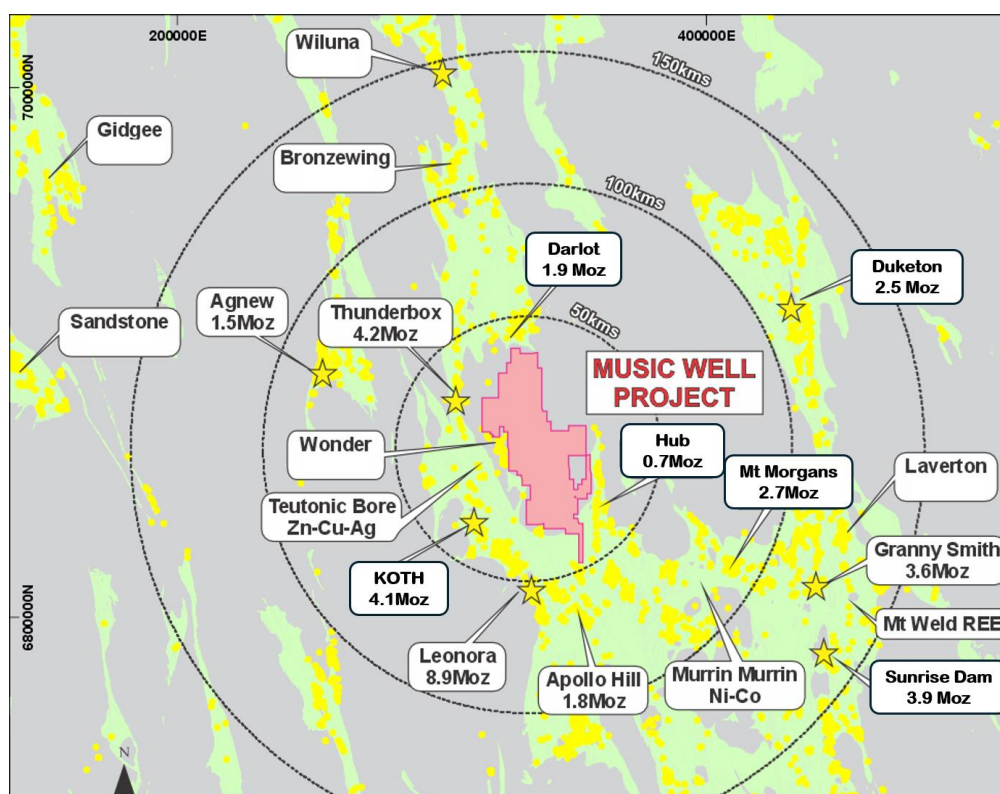 200000E
400000E
7000000N
6800000N
150kms
100kms
50kms
Wiluna
Gidgee
Bronzewing
Darlot
1.9 Moz
Duketon
2.5 Moz
Agnew
1.5Moz
Thunderbox
4.2Moz
Sandstone
MUSIC WELL
PROJECT
Wonder
Hub
0.7Moz
Mt Morgans
2.7Moz
Laverton
Teutonic Bore
Zn-Cu-Ag
Granny Smith
3.6Moz
KOTH
4.1Moz
Mt Weld REE
Leonora
8.9Moz
Apollo Hill
1.8Moz
Murrin Murrin
Ni-Co
Sunrise Dam
3.9 Moz
N